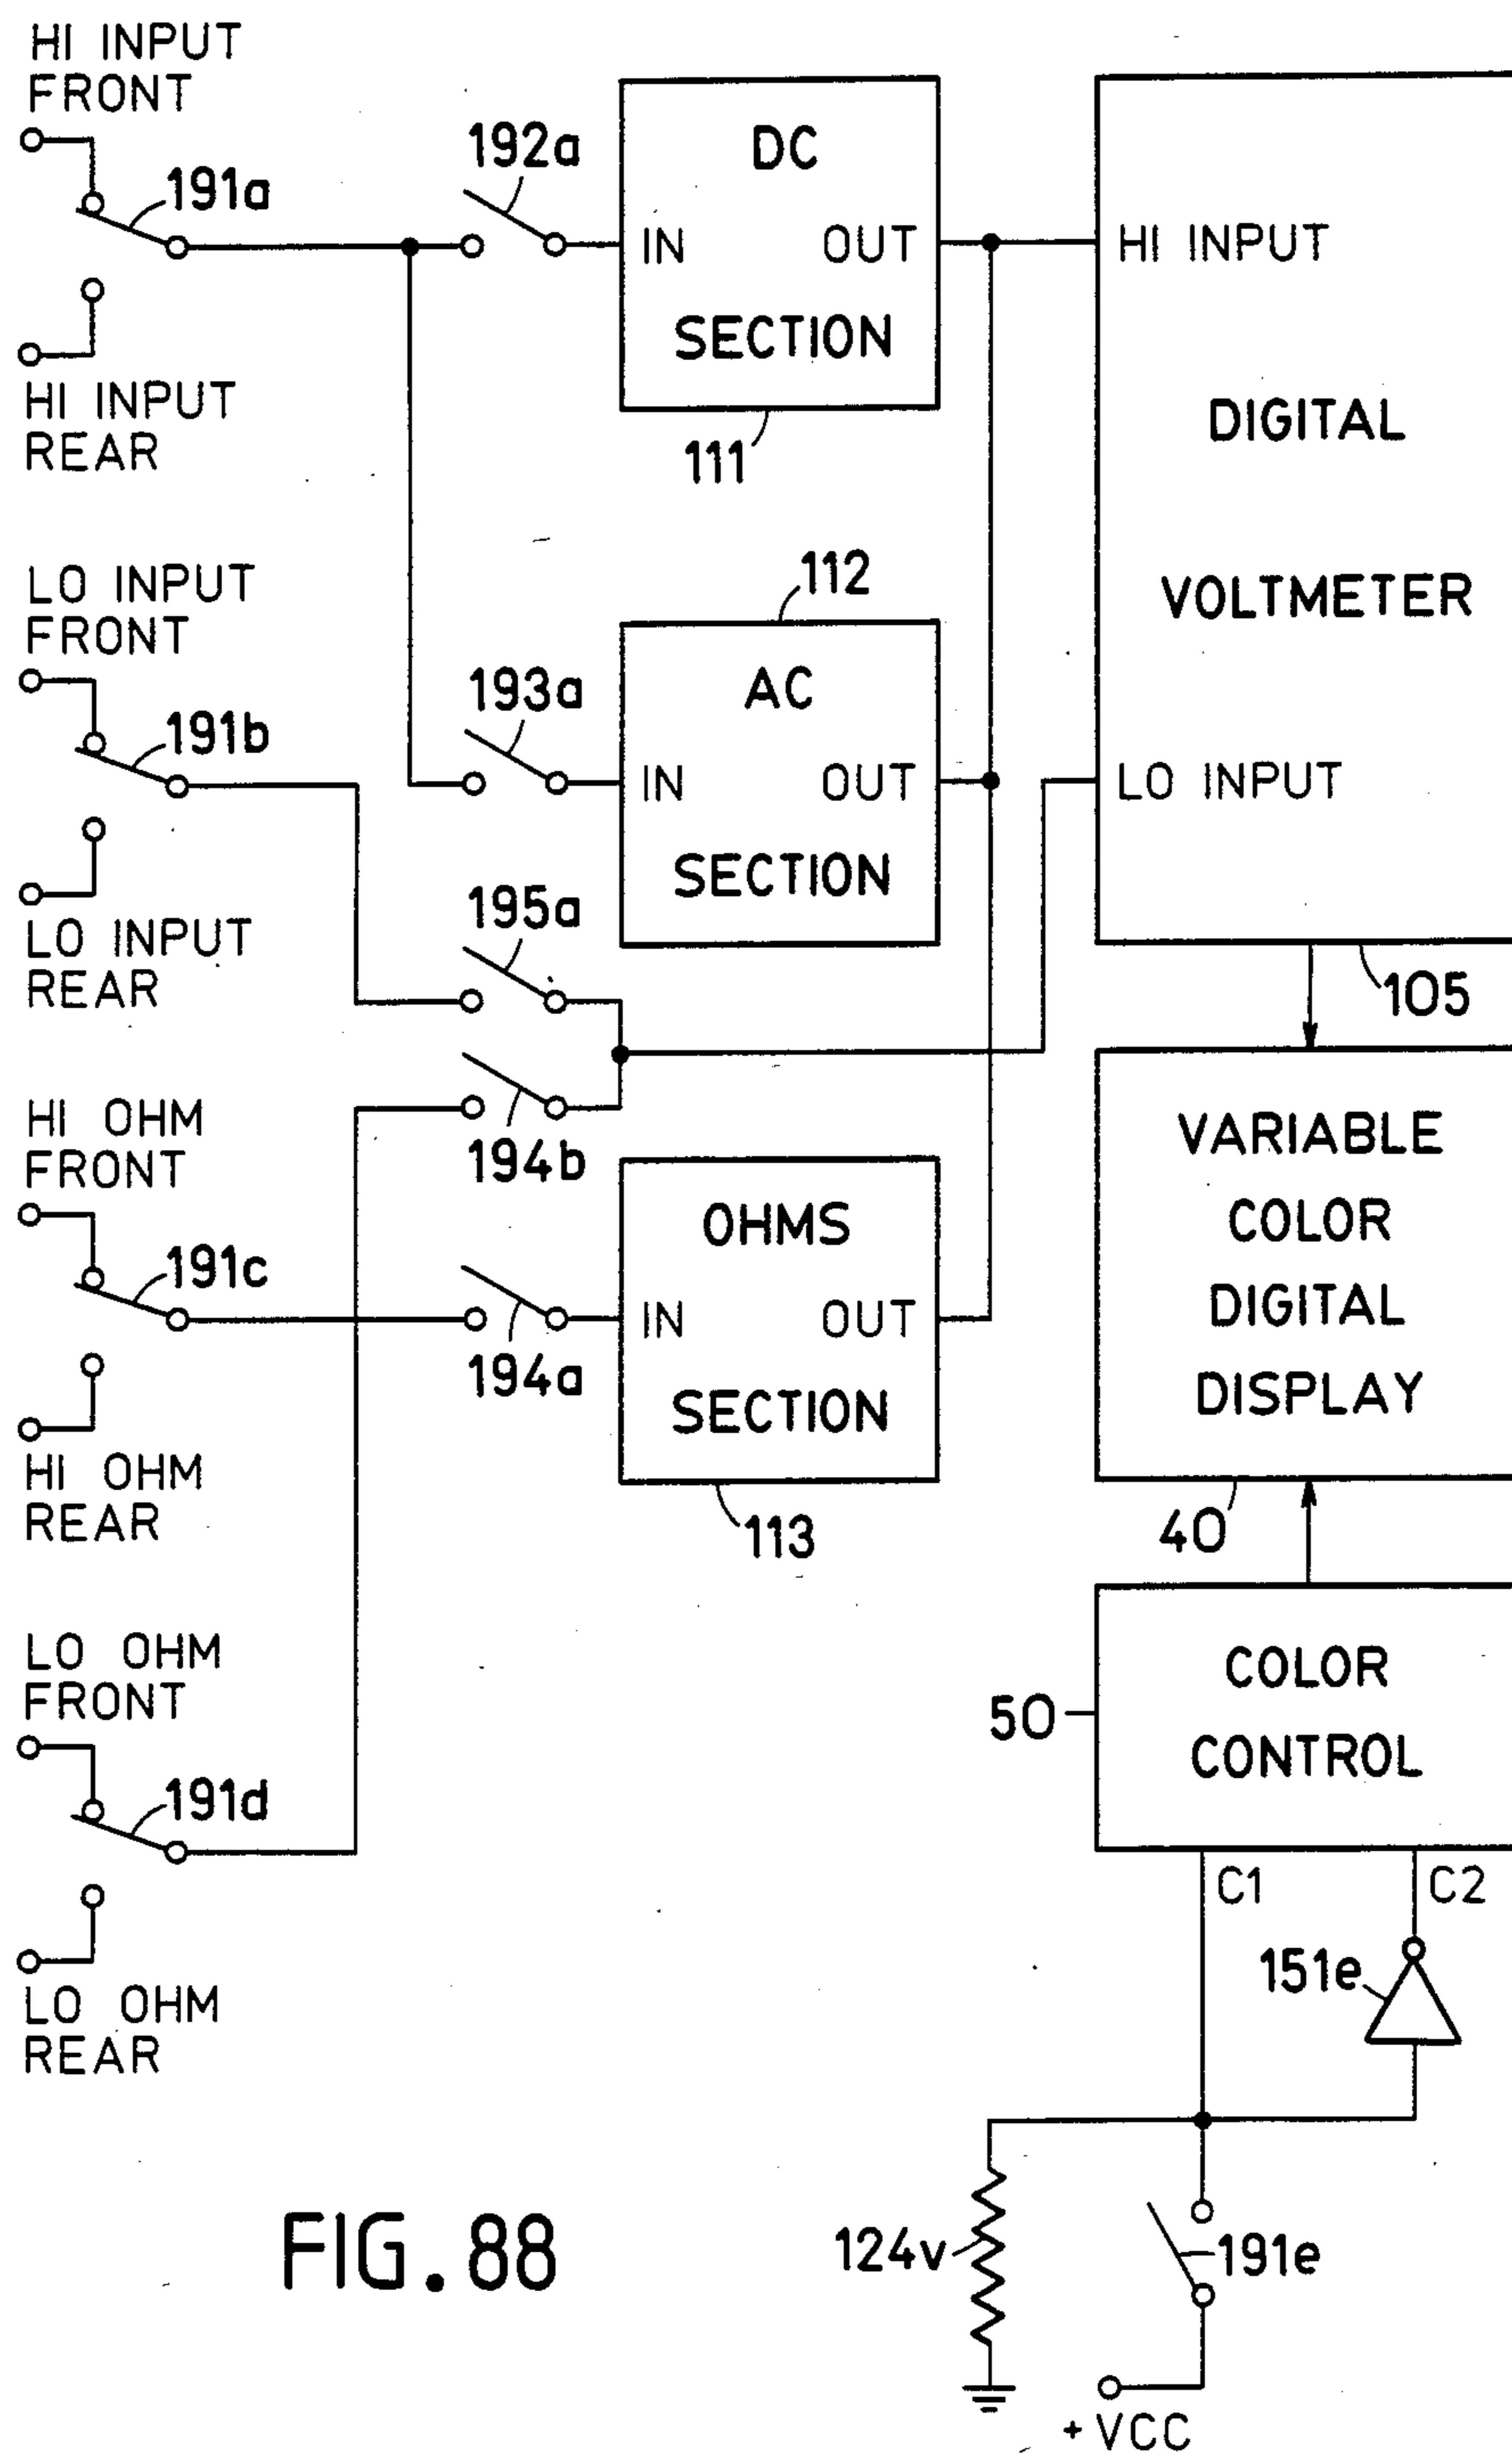 HI INPUT
FRONT
191a
HI INPUT
REAR
192a
DC
IN OUT
SECTION
111
HI INPUT
DIGITAL
VOLTMETER
LO INPUT
105
LO INPUT
FRONT
191b
LO INPUT
REAR
112
193a
AC
IN OUT
SECTION
195a
194b
HI OHM
FRONT
191c
HI OHM
REAR
194a
OHMS
IN OUT
SECTION
113
VARIABLE
COLOR
DIGITAL
DISPLAY
40
LO OHM
FRONT
191d
LO OHM
REAR
50
COLOR
CONTROL
C1 C2
151e
124v
191e
+VCC
FIG. 88